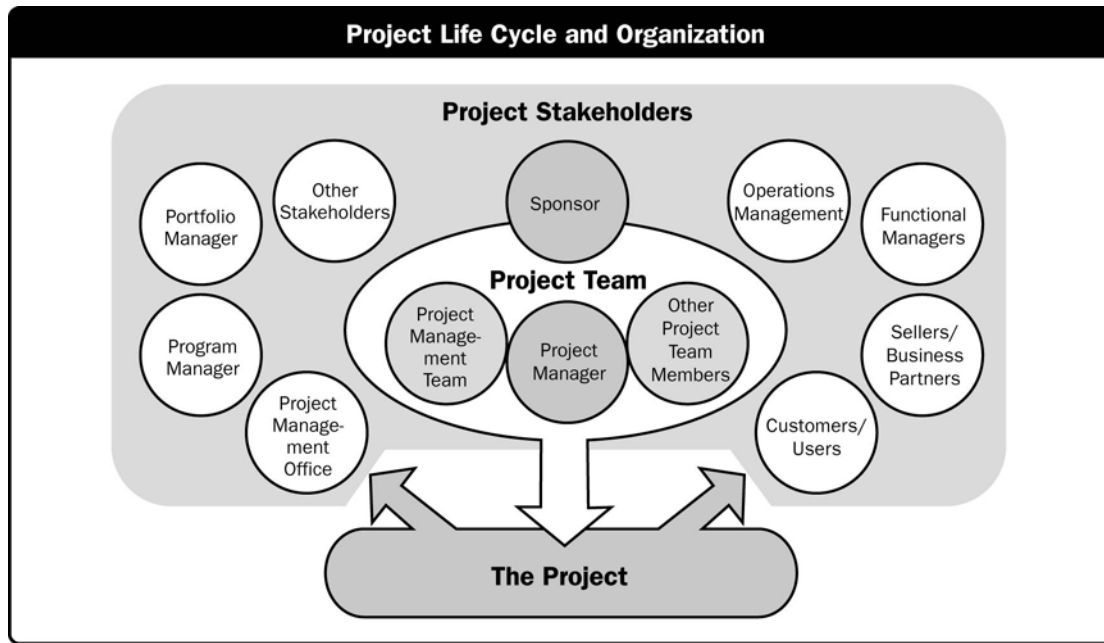 Project Life Cycle and Organization
Project Stakeholders
Portfolio
Manager
Other
Stakeholders
Sponsor
Operations
Management
Functional
Managers
Project Team
Program
Manager
Project
Manage-
ment
Team
Project
Manager
Other
Project
Team
Members
Sellers/
Business
Partners
Project
Manage-
ment
Office
Customers/
Users
The Project